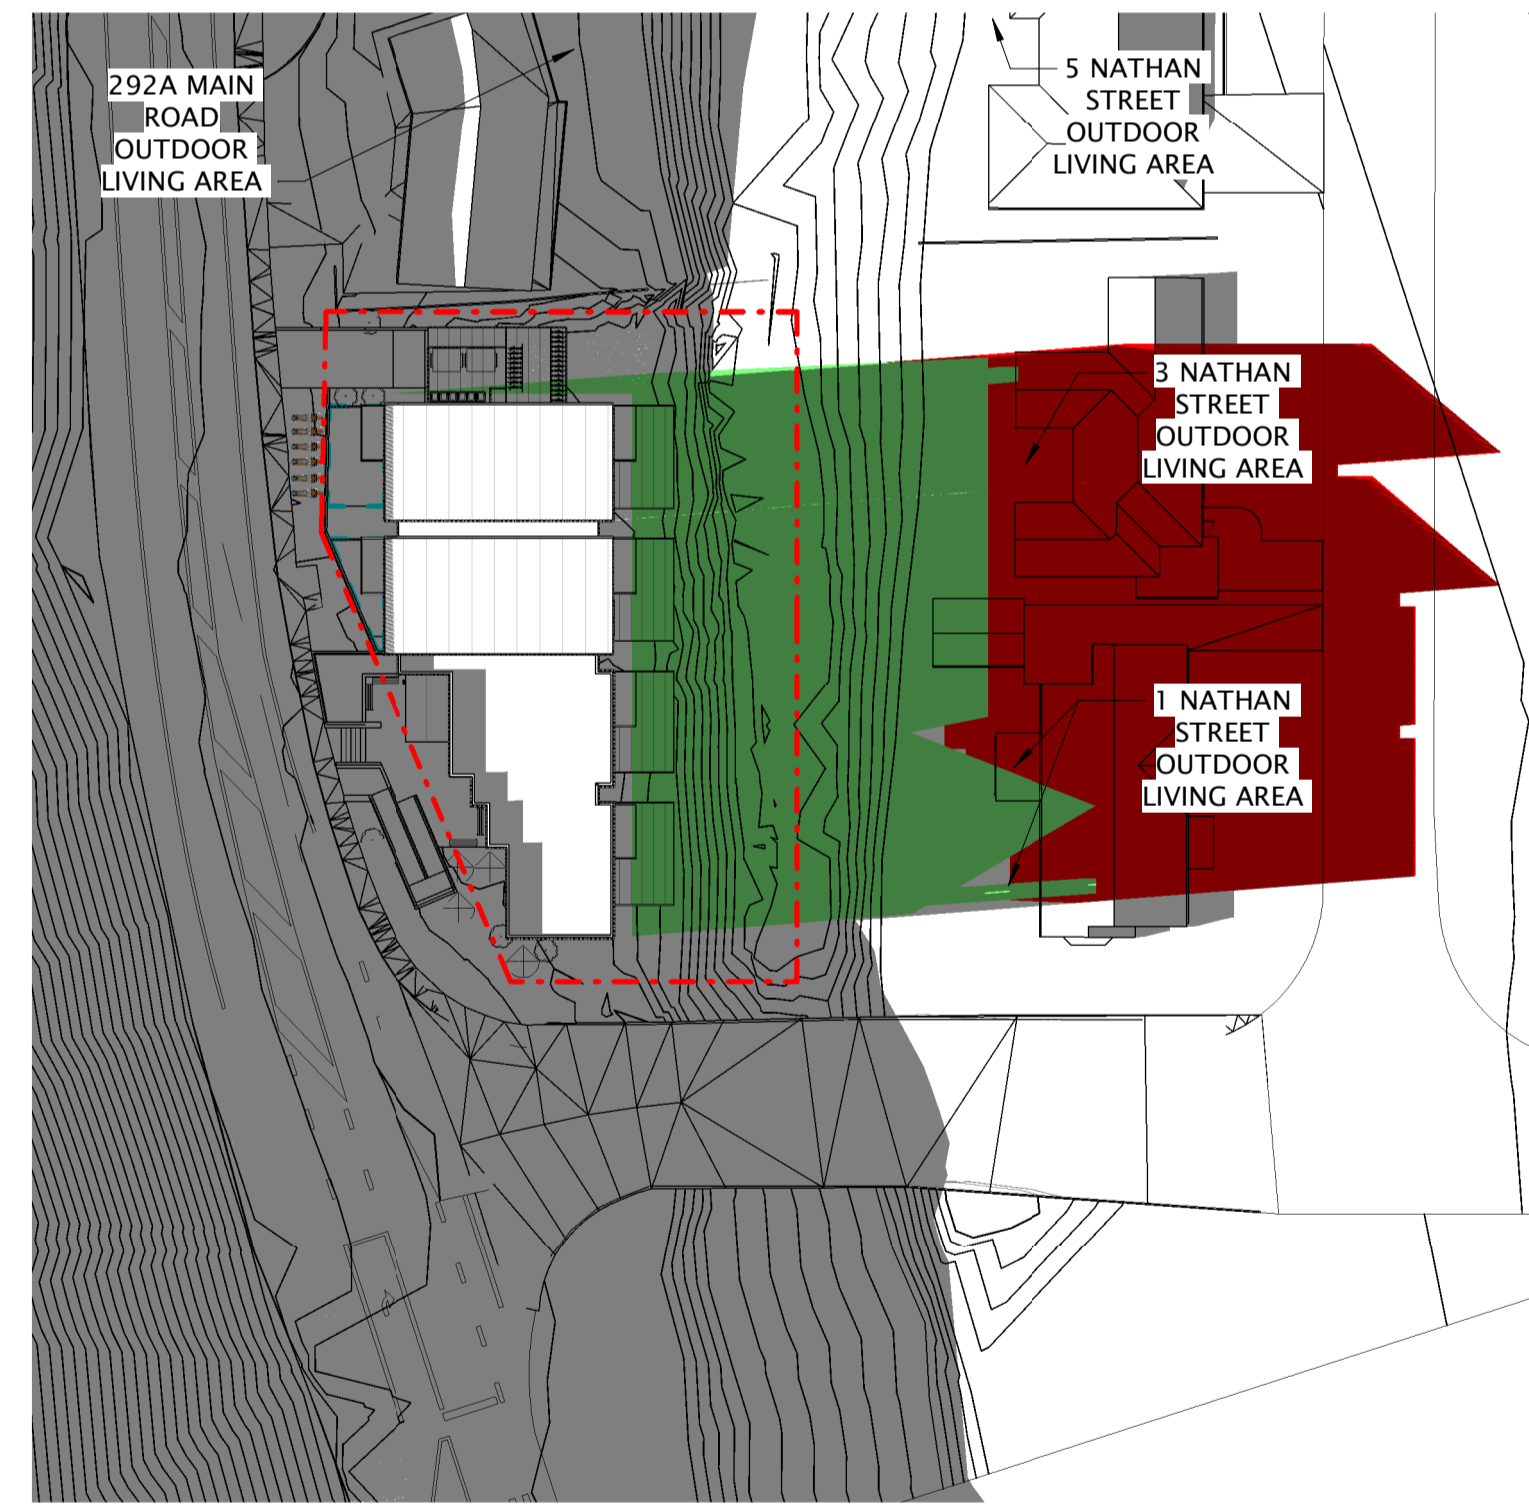 292A MAIN
ROAD
OUTDOOR
LIVING AREA
5 NATHAN
STREET
OUTDOOR
LIVING AREA
3 NATHAN
STREET
OUTDOOR
LIVING AREA
1 NATHAN
STREET
OUTDOOR
LIVING AREA